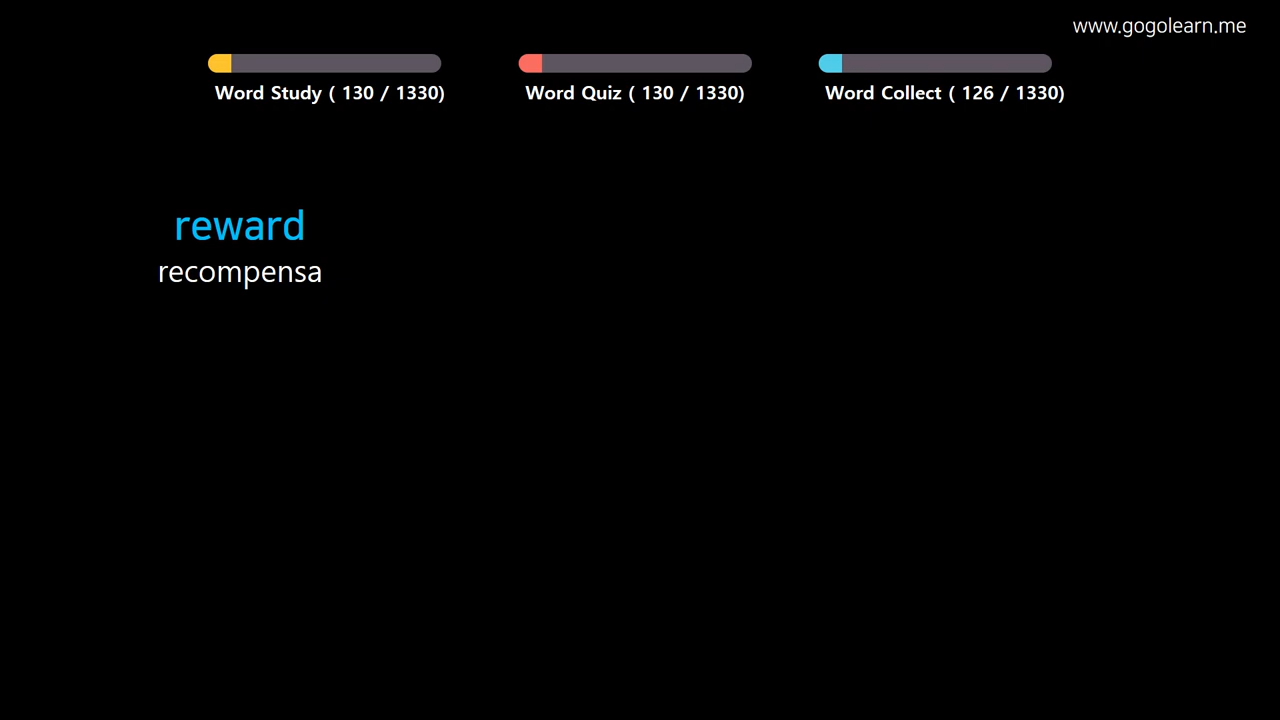 www.gogolearn.me
Word Study ( 130 / 1330)
Word Quiz ( 130 / 1330)
Word Collect ( 126 / 1330)
reward
recompensa